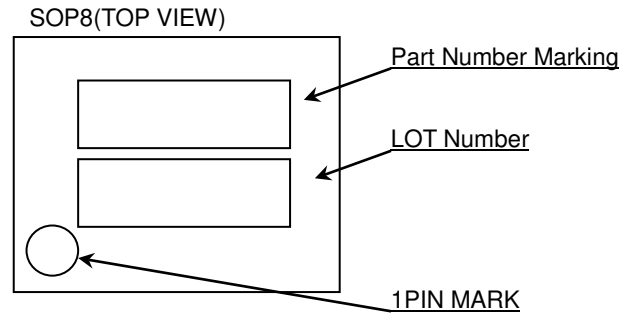 SOP8(TOP VIEW)
Part Number Marking
LOT Number
1PIN MARK